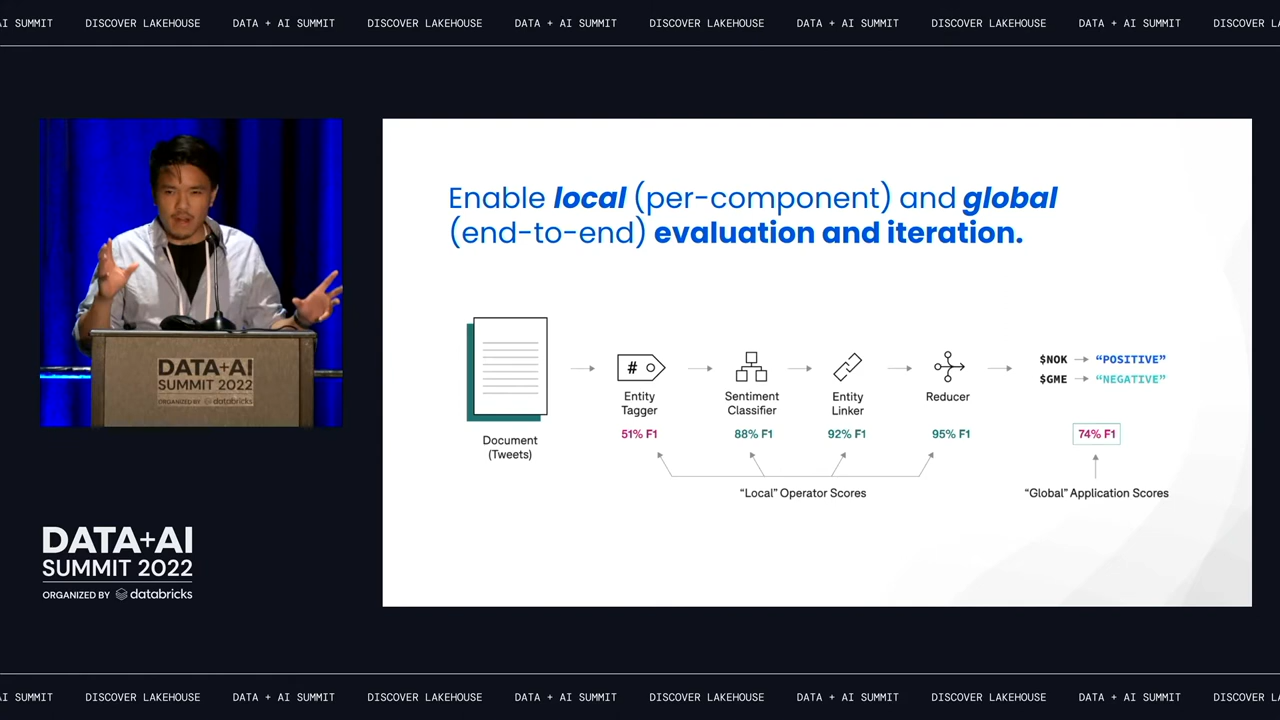 AI SUMMIT DISCOVER LAKEHOUSE DATA + AI SUMMIT DISCOVER LAKEHOUSE DATA + AI SUMMIT DISCOVER LAKEHOUSE DATA + AI SUMMIT DISCOVER LAKEHOUSE DATA + AI SUMMIT DISCOVER L
Enable local (per-component) and global
(end-to-end) evaluation and iteration.
Document
(Tweets)
#
Entity
Tagger
51% F1
Sentiment
Classifier
88% F1
Entity
Linker
92% F1
Reducer
95% F1
$NOK → “POSITIVE”
$GME → “NEGATIVE”
74% F1
“Local” Operator Scores
“Global” Application Scores
DATA+AI
SUMMIT 2022
ORGANIZED BY databricks
DATA+AI
SUMMIT 2022
ORGANIZED BY databricks
AI SUMMIT DISCOVER LAKEHOUSE DATA + AI SUMMIT DISCOVER LAKEHOUSE DATA + AI SUMMIT DISCOVER LAKEHOUSE DATA + AI SUMMIT DISCOVER LAKEHOUSE DATA + AI SUMMIT DISCOVER L